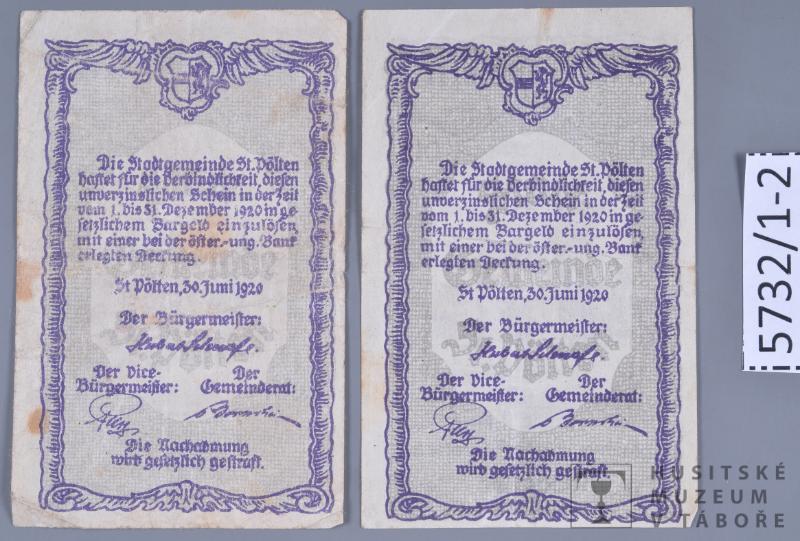 Die Stadtgemeinde St. Pölten
haftet für die Verbindlichkeit, diesen
unverzinslichen Schein in der Zeit
vom 1. bis 31. Dezember 1920 in ge-
setzlichem Bargeld einzulösen,
mit einer bei der öster.-ung. Bank
erlegten Deckung.
St Pölten, 30. Juni 1920
Der Bürgermeister:
Der Vice-
Bürgermeister:
Der
Gemeinderat:
Die Nachahmung
wird gesetzlich gestraft.
Die Stadtgemeinde St. Pölten
haftet für die Verbindlichkeit, diesen
unverzinslichen Schein in der Zeit
vom 1. bis 31. Dezember 1920 in ge-
setzlichem Bargeld einzulösen,
mit einer bei der öster.-ung. Bank
erlegten Deckung.
St Pölten, 30. Juni 1920
Der Bürgermeister:
Der Vice-
Bürgermeister:
Der
Gemeinderat:
Die Nachahmung
wird gesetzlich gestraft.
i 5732/1-2
HUSITSKÉ
MUZEUM
V TÁBOŘE